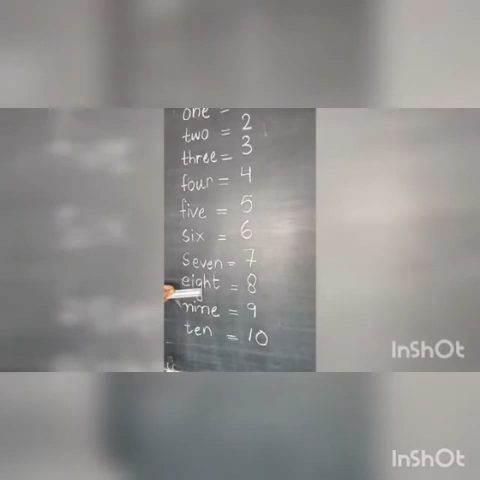 one =
two = 2
three = 3
four = 4
five = 5
six = 6
seven = 7
eight = 8
nine = 9
ten = 10
InShOt
InShOt